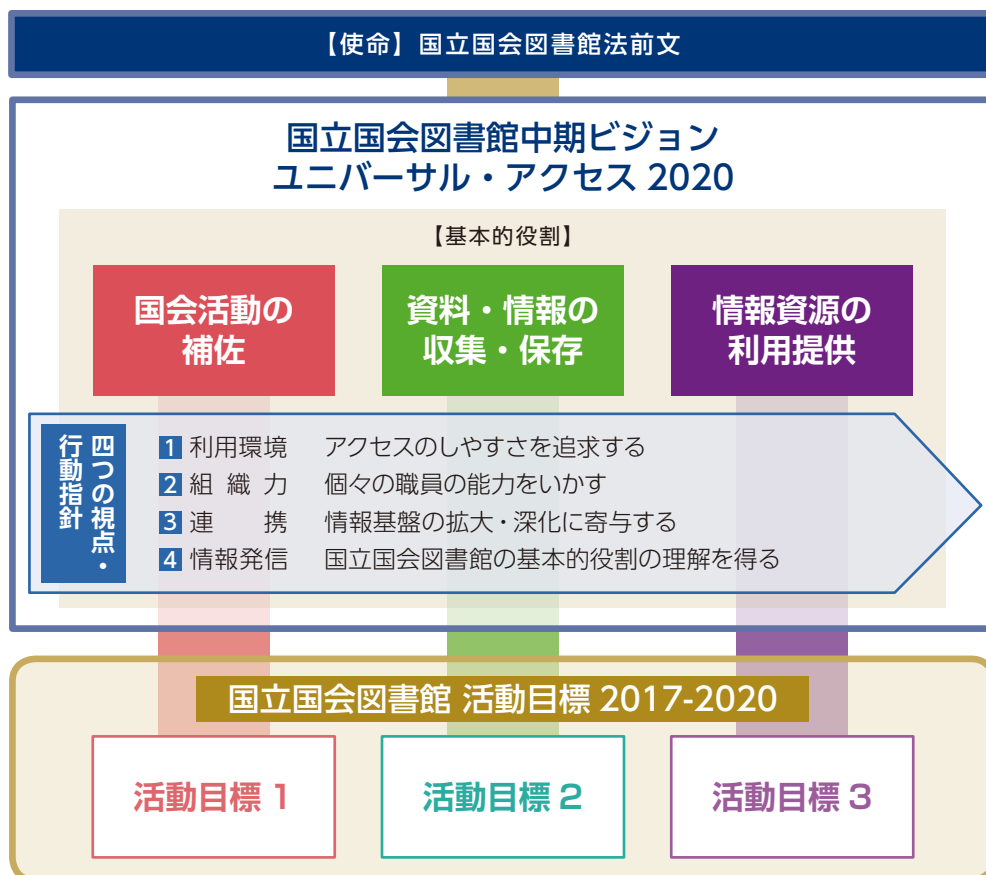 【使命】国立国会図書館法前文
国立国会図書館中期ビジョン
ユニバーサル・アクセス 2020
【基本的役割】
国会活動の
補佐
資料・情報の
収集・保存
情報資源の
利用提供
四つの視点・
行動指針
1 利用環境 アクセスのしやすさを追求する
2 組織力 個々の職員の能力をいかす
3 連携 情報基盤の拡大・深化に寄与する
4 情報発信 国立国会図書館の基本的役割の理解を得る
国立国会図書館 活動目標 2017-2020
活動目標 1
活動目標 2
活動目標 3